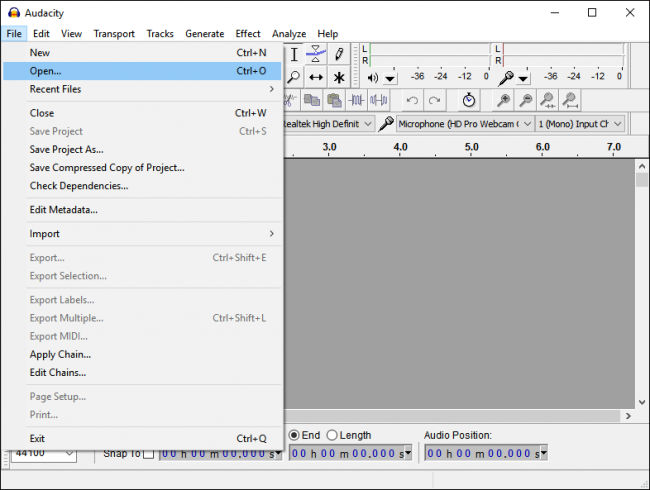 Audacity
File Edit View Transport Tracks Generate Effect Analyze Help
New Ctrl+N
Open... Ctrl+O
Recent Files
Close Ctrl+W
Save Project Ctrl+S
Save Project As...
Save Compressed Copy of Project...
Check Dependencies...
Edit Metadata...
Import
Export... Ctrl+Shift+E
Export Selection...
Export Labels...
Export Multiple... Ctrl+Shift+L
Export MIDI...
Apply Chain...
Edit Chains...
Page Setup...
Print...
Exit Ctrl+Q
L
R
-36 -24 -12 0
L
R
-36 -24 -12 0
Realtek High Definit
Microphone (HD Pro Webcam
1 (Mono) Input Ch
3.0 4.0 5.0 6.0 7.0
End Length
Audio Position:
44100
Snap To
00 h 00 m 00.000 s
00 h 00 m 00.000 s
00 h 00 m 00.000 s